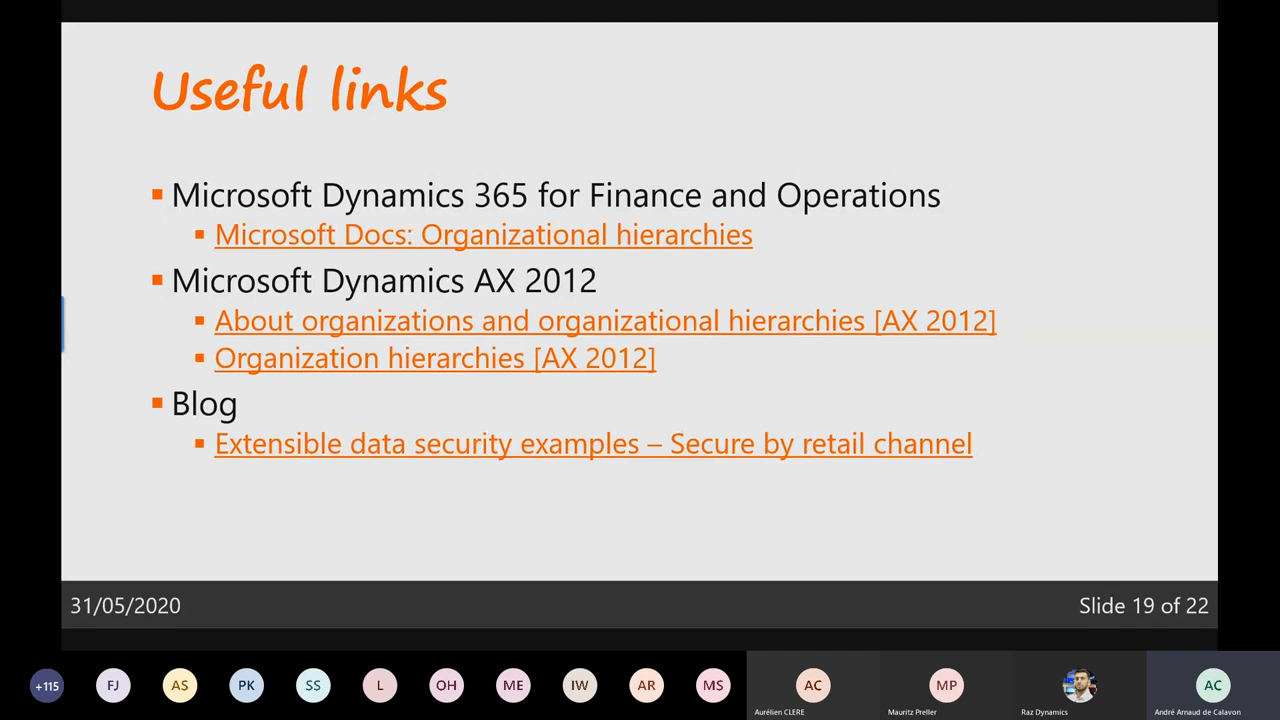 Useful links
Microsoft Dynamics 365 for Finance and Operations
Microsoft Docs: Organizational hierarchies
Microsoft Dynamics AX 2012
About organizations and organizational hierarchies [AX 2012]
Organization hierarchies [AX 2012]
Blog
Extensible data security examples – Secure by retail channel
31/05/2020
Slide 19 of 22
+115 FJ AS PK SS L OH ME IW AR MS AC MP AC
Aurélien CLERE Mauritz Preller Raz Dynamics André Arnaud de Calavon